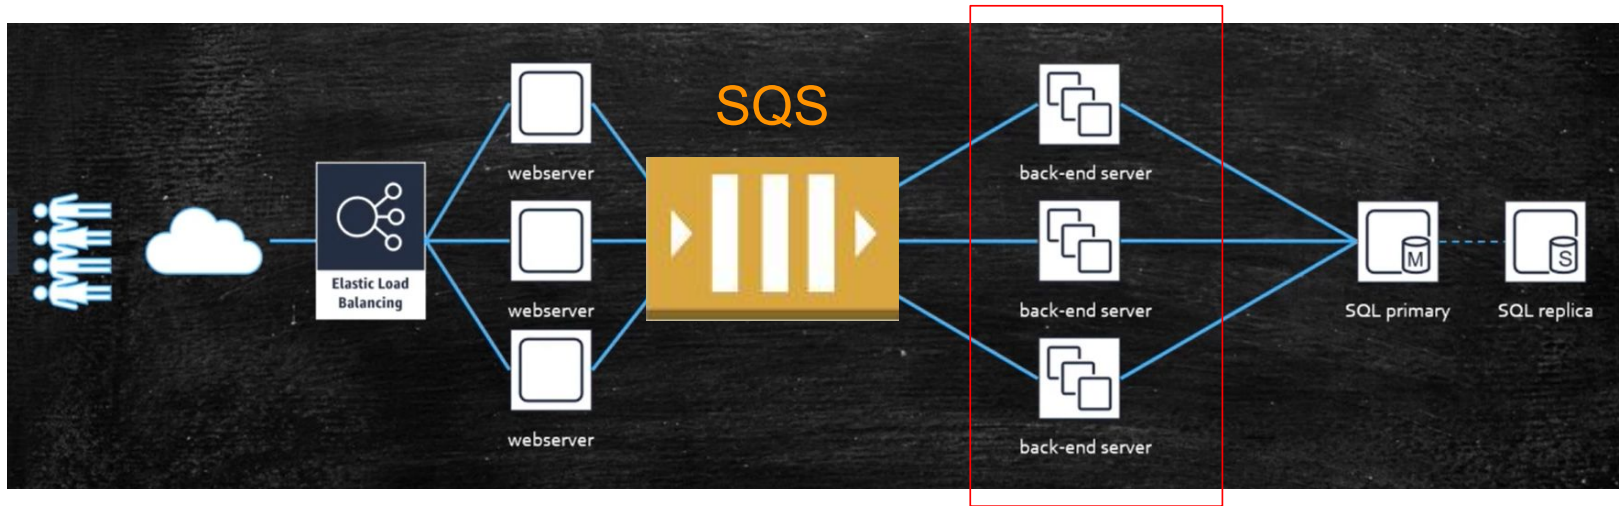 SQS
Elastic Load
Balancing
webserver
webserver
webserver
back-end server
back-end server
back-end server
M
SQL primary
S
SQL replica